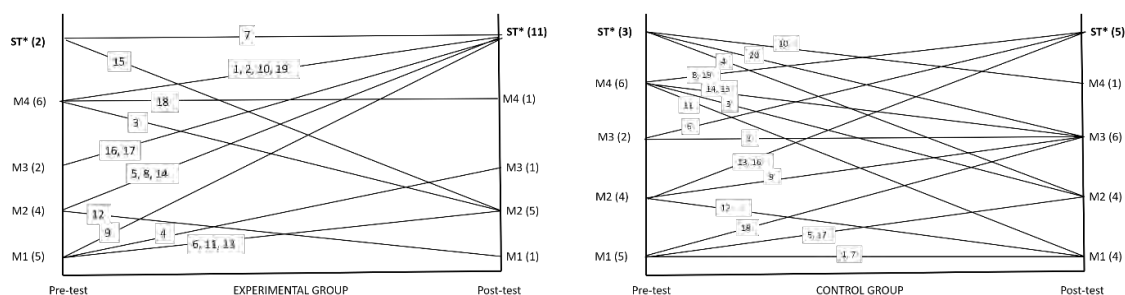 ST* (2)
7
ST* (11)
15
1, 2, 10, 19
M4 (6)
18
M4 (1)
3
16, 17
M3 (2)
5, 8, 14
M3 (1)
M2 (4)
12
M2 (5)
9
4
6, 11, 13
M1 (5)
M1 (1)
Pre-test
EXPERIMENTAL GROUP
Post-test
ST* (3)
10
ST* (5)
20
4
M4 (6)
8, 19
M4 (1)
14, 15
11
3
6
M3 (2)
M3 (6)
13, 16
9
M2 (4)
12
M2 (4)
18
5, 17
M1 (5)
1, 7
M1 (4)
Pre-test
CONTROL GROUP
Post-test